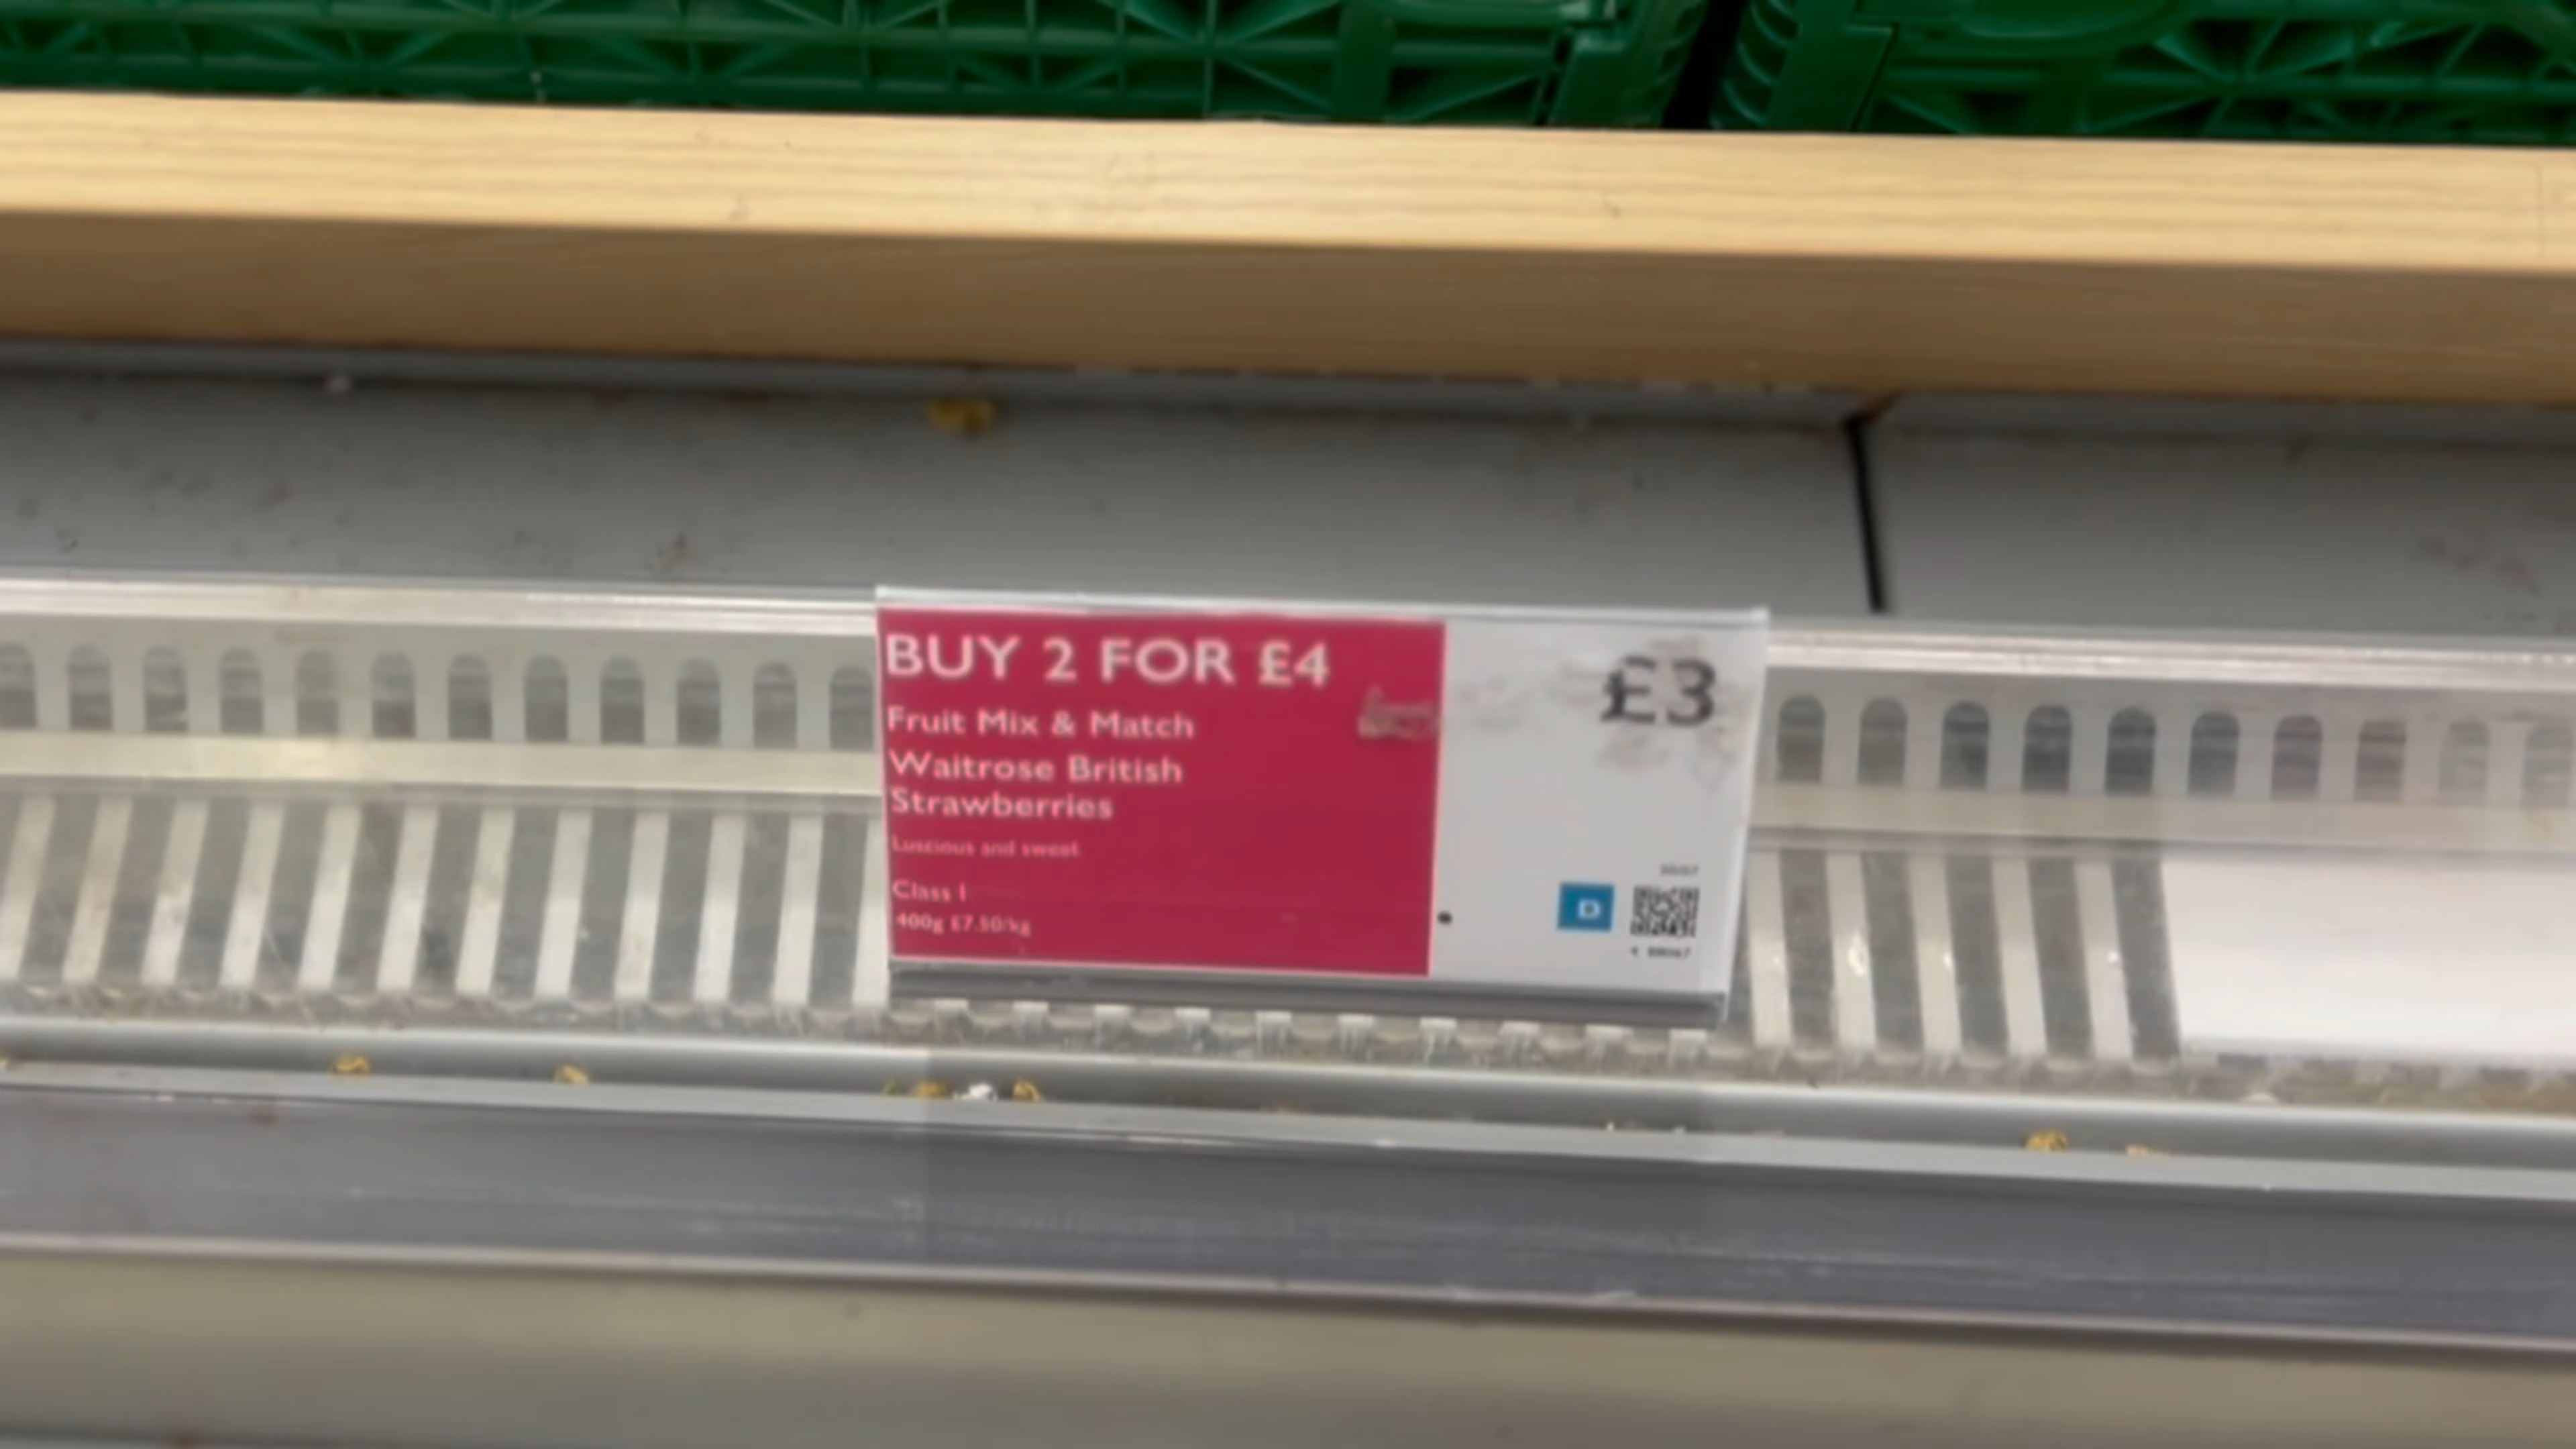 BUY 2 FOR £4
£3
Fruit Mix & Match
Waitrose British
Strawberries
Luscious and sweet.
Class I
400g £7.50/kg
D